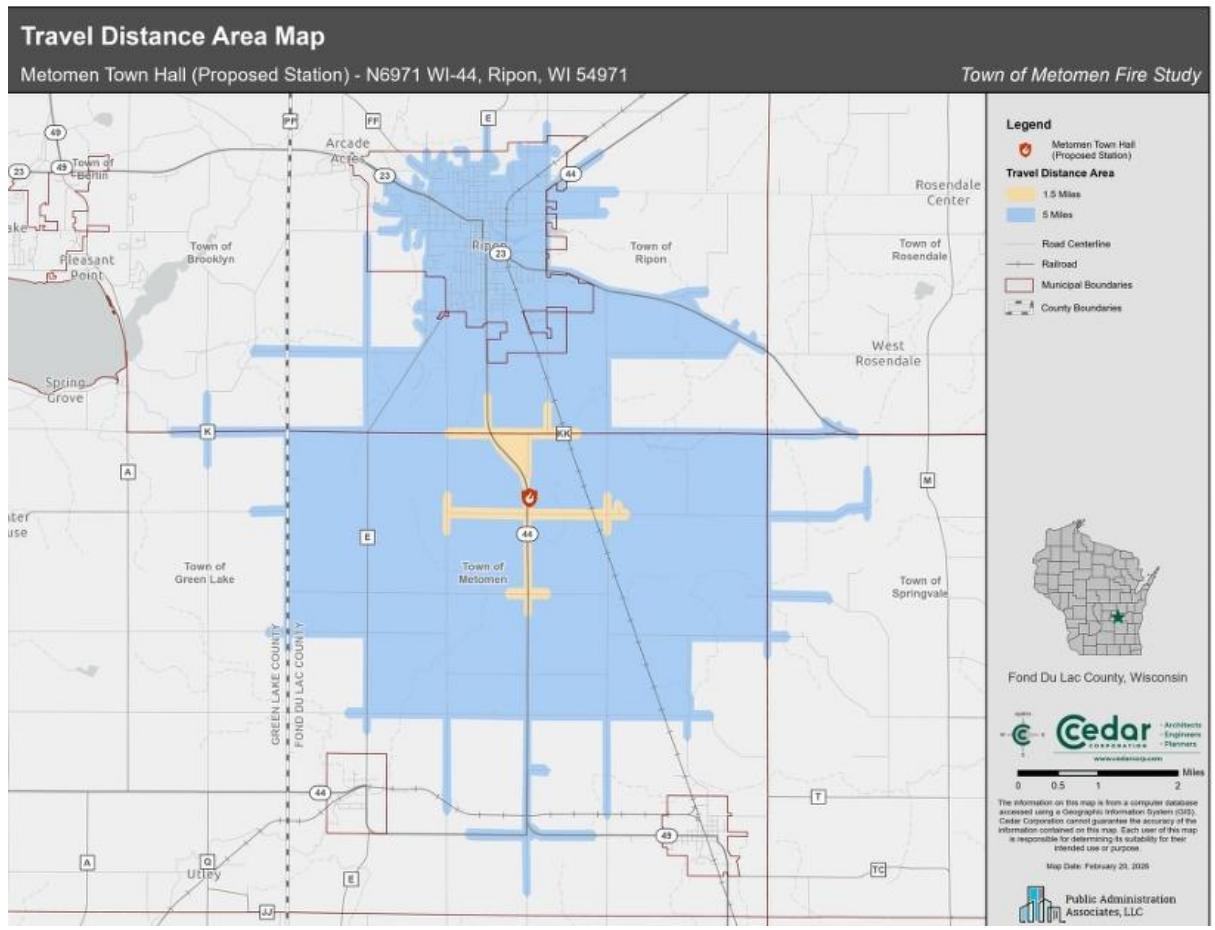 Travel Distance Area Map
Metomen Town Hall (Proposed Station) - N6971 WI-44, Ripon, WI 54971
Town of Metomen Fire Study
PP
FF
E
49
Arcade
Acres
23
49
Town of
Berlin
23
44
Rosendale
Center
ake
Town of
Brooklyn
Ripon
23
Town of
Ripon
Town of
Rosendale
Pleasant
Point
West
Rosendale
Spring
Grove
K
KK
A
M
ter
use
E
44
Town of
Green Lake
Town of
Metomen
Town of
Springvale
GREEN LAKE COUNTY
FOND DU LAC COUNTY
44
T
49
A
Q
Utley
E
TC
JJ
Legend
Metomen Town Hall
(Proposed Station)
Travel Distance Area
1.5 Miles
5 Miles
Road Centerline
Railroad
Municipal Boundaries
County Boundaries
Fond Du Lac County, Wisconsin
Cedar
CORPORATION
- Architects
- Engineers
- Planners
www.cedarcorp.com
Miles
0 0.5 1 2
The information on this map is from a computer database
accessed using a Geographic Information System (GIS).
Cedar Corporation cannot guarantee the accuracy of the
information contained on this map. Each user of this map
is responsible for determining its suitability for their
intended use or purpose.
Map Date: February 20, 2026
Public Administration
Associates, LLC